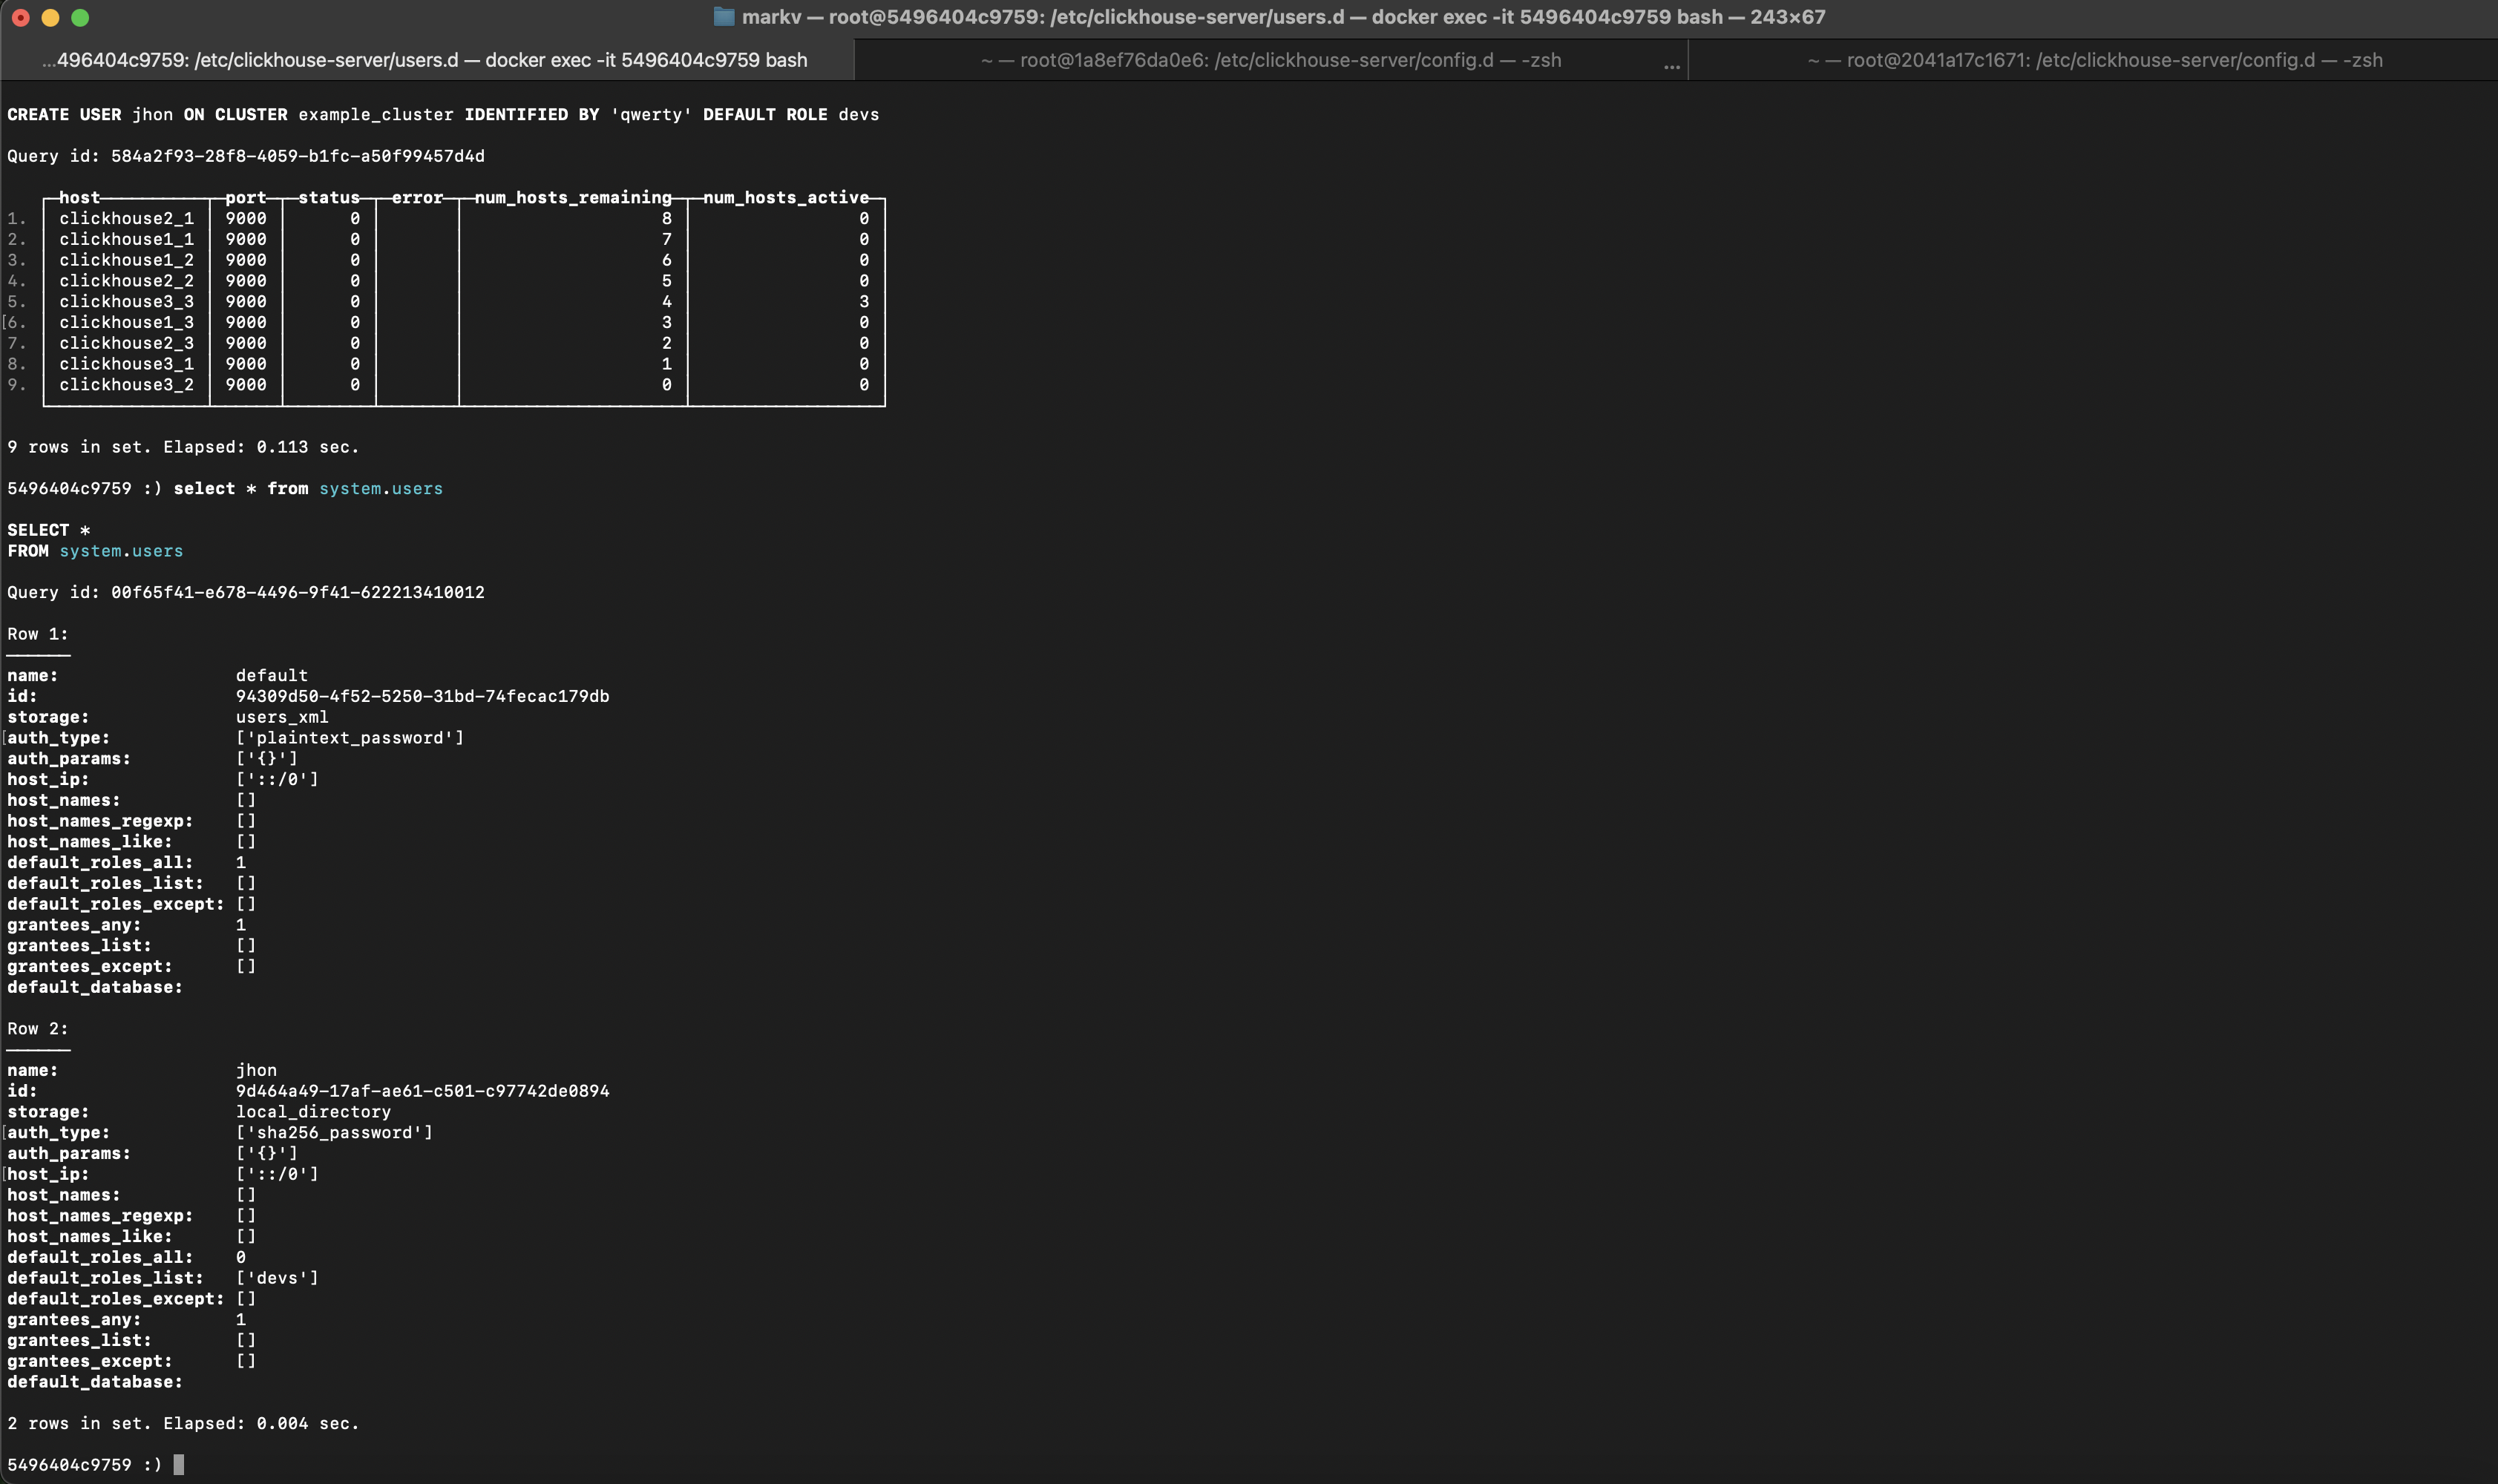 markv — root@5496404c9759: /etc/clickhouse-server/users.d — docker exec -it 5496404c9759 bash — 243×67
...496404c9759: /etc/clickhouse-server/users.d — docker exec -it 5496404c9759 bash
~ — root@1a8ef76da0e6: /etc/clickhouse-server/config.d — -zsh ...
~ — root@2041a17c1671: /etc/clickhouse-server/config.d — -zsh
CREATE USER jhon ON CLUSTER example_cluster IDENTIFIED BY 'qwerty' DEFAULT ROLE devs
Query id: 584a2f93-28f8-4059-b1fc-a50f99457d4d
host port status error num_hosts_remaining num_hosts_active
1. clickhouse2_1 9000 0 8 0
2. clickhouse1_1 9000 0 7 0
3. clickhouse1_2 9000 0 6 0
4. clickhouse2_2 9000 0 5 0
5. clickhouse3_3 9000 0 4 3
[6. clickhouse1_3 9000 0 3 0
7. clickhouse2_3 9000 0 2 0
8. clickhouse3_1 9000 0 1 0
9. clickhouse3_2 9000 0 0 0
9 rows in set. Elapsed: 0.113 sec.
5496404c9759 :) select * from system.users
SELECT *
FROM system.users
Query id: 00f65f41-e678-4496-9f41-622213410012
Row 1:
name: default
id: 94309d50-4f52-5250-31bd-74fecac179db
storage: users_xml
[auth_type: ['plaintext_password']
auth_params: ['{}']
host_ip: ['::/0']
host_names: []
host_names_regexp: []
host_names_like: []
default_roles_all: 1
default_roles_list: []
default_roles_except: []
grantees_any: 1
grantees_list: []
grantees_except: []
default_database:
Row 2:
name: jhon
id: 9d464a49-17af-ae61-c501-c97742de0894
storage: local_directory
[auth_type: ['sha256_password']
auth_params: ['{}']
[host_ip: ['::/0']
host_names: []
host_names_regexp: []
host_names_like: []
default_roles_all: 0
default_roles_list: ['devs']
default_roles_except: []
grantees_any: 1
grantees_list: []
grantees_except: []
default_database:
2 rows in set. Elapsed: 0.004 sec.
5496404c9759 :)